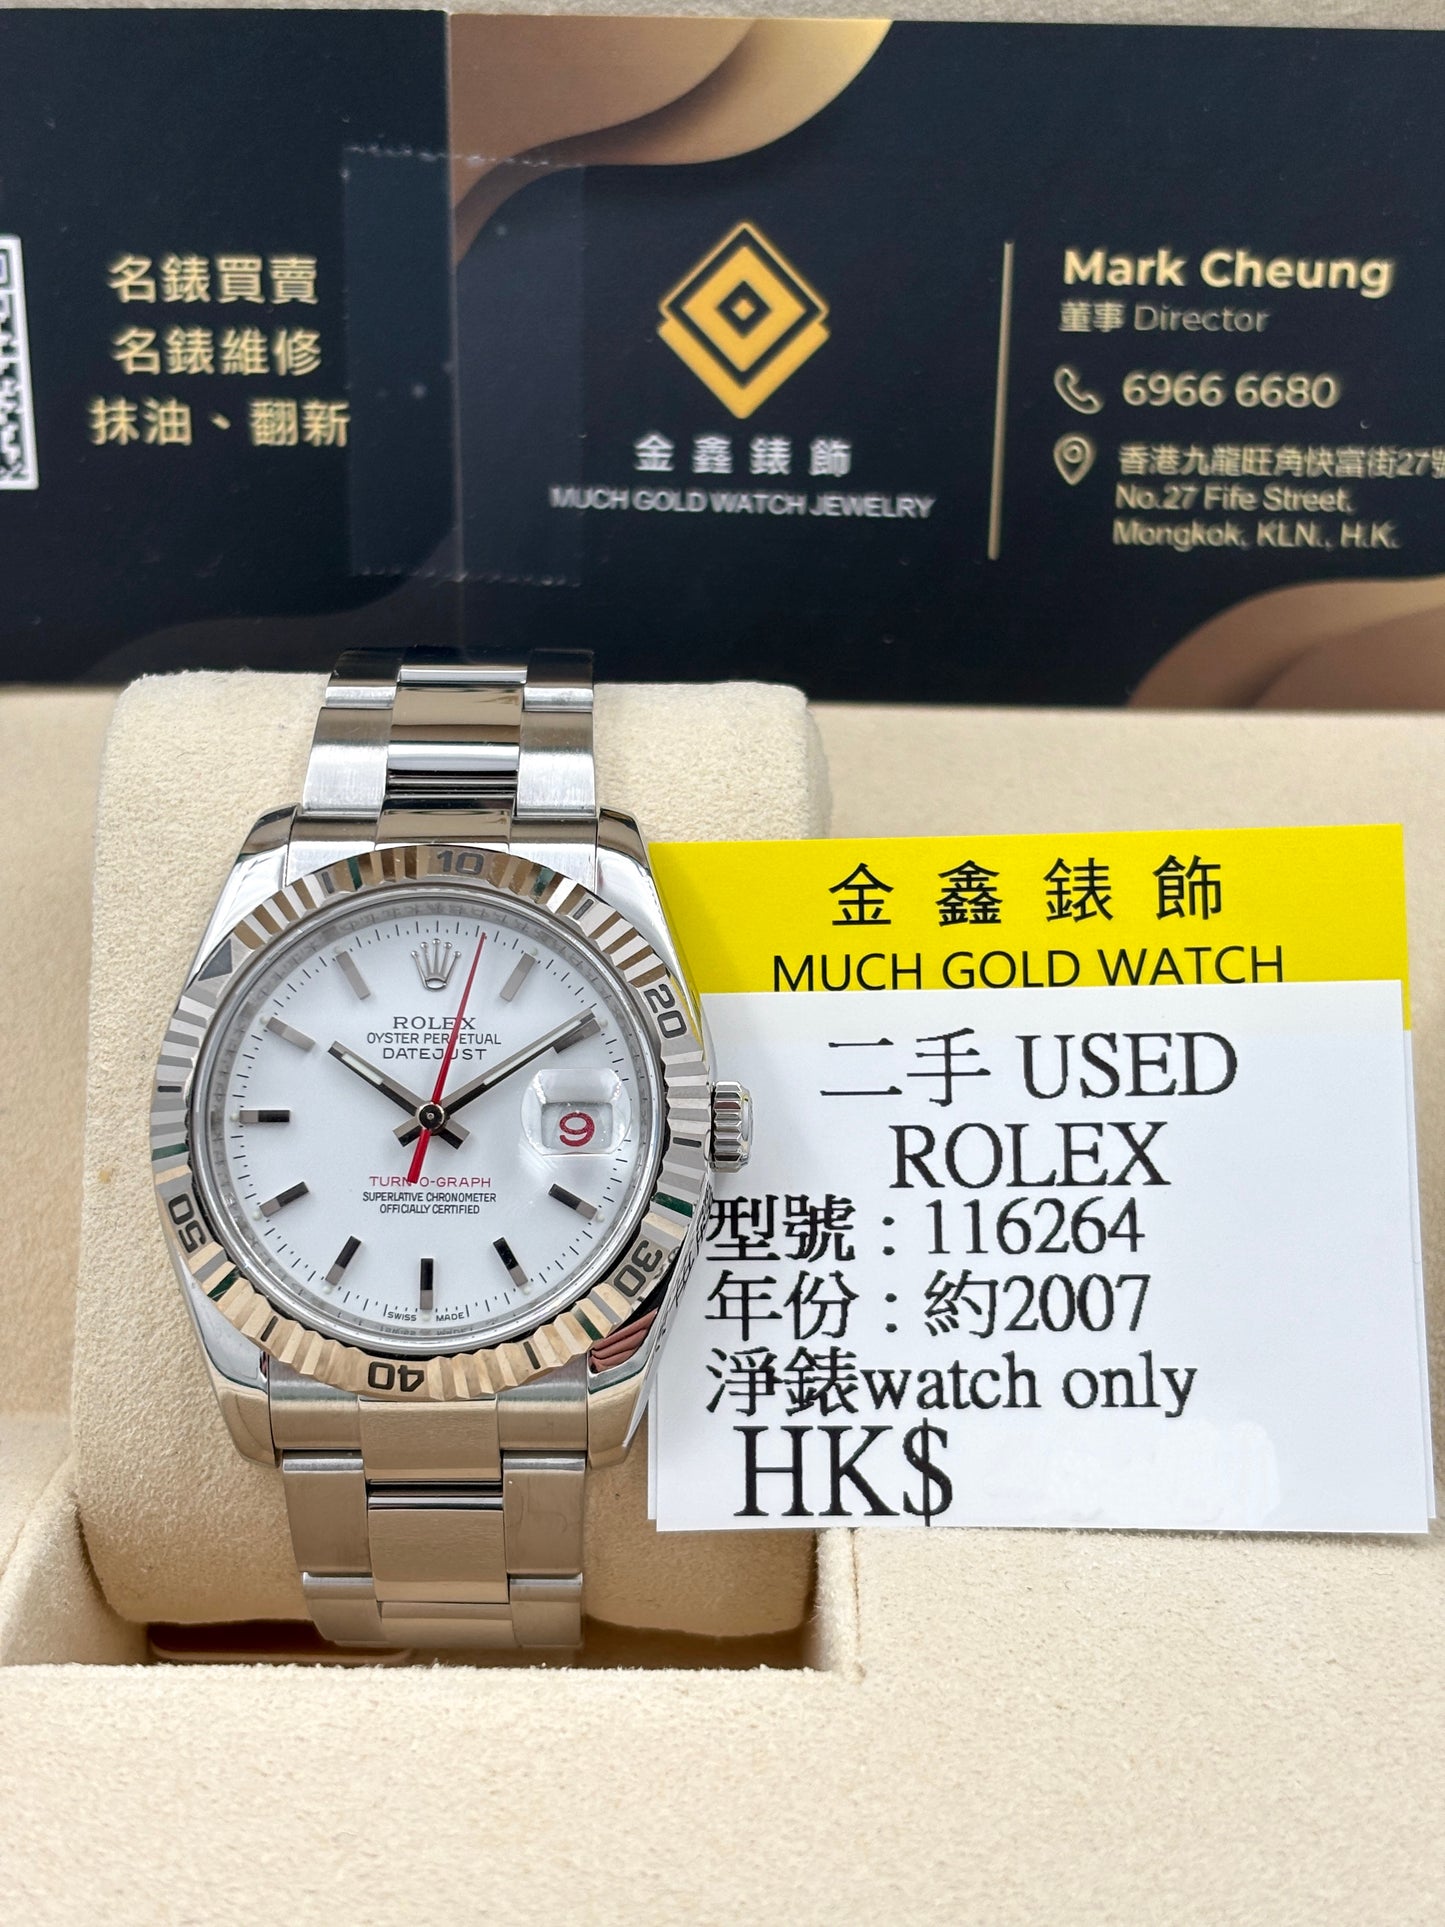 名錶買賣
名錶維修
抹油、翻新
金鑫錶飾
MUCH GOLD WATCH JEWELRY
Mark Cheung
董事 Director
6966 6680
香港九龍旺角快富街27號
No.27 Fife Street,
Mongkok, KLN., H.K.
10
20
30
40
50
ROLEX
OYSTER PERPETUAL
DATEJUST
9
TURN-O-GRAPH
SUPERLATIVE CHRONOMETER
OFFICIALLY CERTIFIED
SWISS MADE
金鑫錶飾
MUCH GOLD WATCH
二手 USED
ROLEX
型號：116264
年份：約2007
淨錶watch only
HK$